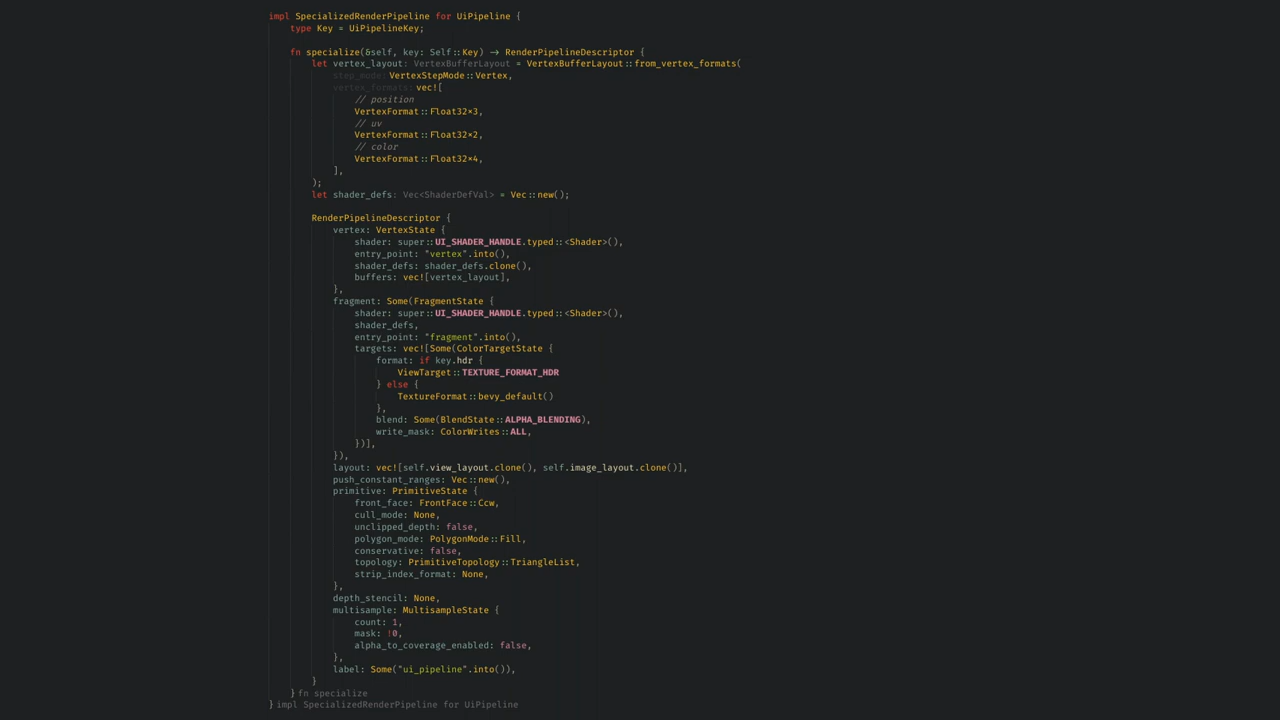 impl SpecializedRenderPipeline for UiPipeline {
    type Key = UiPipelineKey;

    fn specialize(&self, key: Self::Key) -> RenderPipelineDescriptor {
        let vertex_layout: VertexBufferLayout = VertexBufferLayout::from_vertex_formats(
            step_mode: VertexStepMode::Vertex,
            vertex_formats: vec![
                // position
                VertexFormat::Float32x3,
                // uv
                VertexFormat::Float32x2,
                // color
                VertexFormat::Float32x4,
            ],
        );
        let shader_defs: Vec<ShaderDefVal> = Vec::new();

        RenderPipelineDescriptor {
            vertex: VertexState {
                shader: super::UI_SHADER_HANDLE.typed::<Shader>(),
                entry_point: "vertex".into(),
                shader_defs: shader_defs.clone(),
                buffers: vec![vertex_layout],
            },
            fragment: Some(FragmentState {
                shader: super::UI_SHADER_HANDLE.typed::<Shader>(),
                shader_defs,
                entry_point: "fragment".into(),
                targets: vec![Some(ColorTargetState {
                    format: if key.hdr {
                        ViewTarget::TEXTURE_FORMAT_HDR
                    } else {
                        TextureFormat::bevy_default()
                    },
                    blend: Some(BlendState::ALPHA_BLENDING),
                    write_mask: ColorWrites::ALL,
                })],
            }),
            layout: vec![self.view_layout.clone(), self.image_layout.clone()],
            push_constant_ranges: Vec::new(),
            primitive: PrimitiveState {
                front_face: FrontFace::Ccw,
                cull_mode: None,
                unclipped_depth: false,
                polygon_mode: PolygonMode::Fill,
                conservative: false,
                topology: PrimitiveTopology::TriangleList,
                strip_index_format: None,
            },
            depth_stencil: None,
            multisample: MultisampleState {
                count: 1,
                mask: !0,
                alpha_to_coverage_enabled: false,
            },
            label: Some("ui_pipeline".into()),
        }
    } fn specialize
} impl SpecializedRenderPipeline for UiPipeline